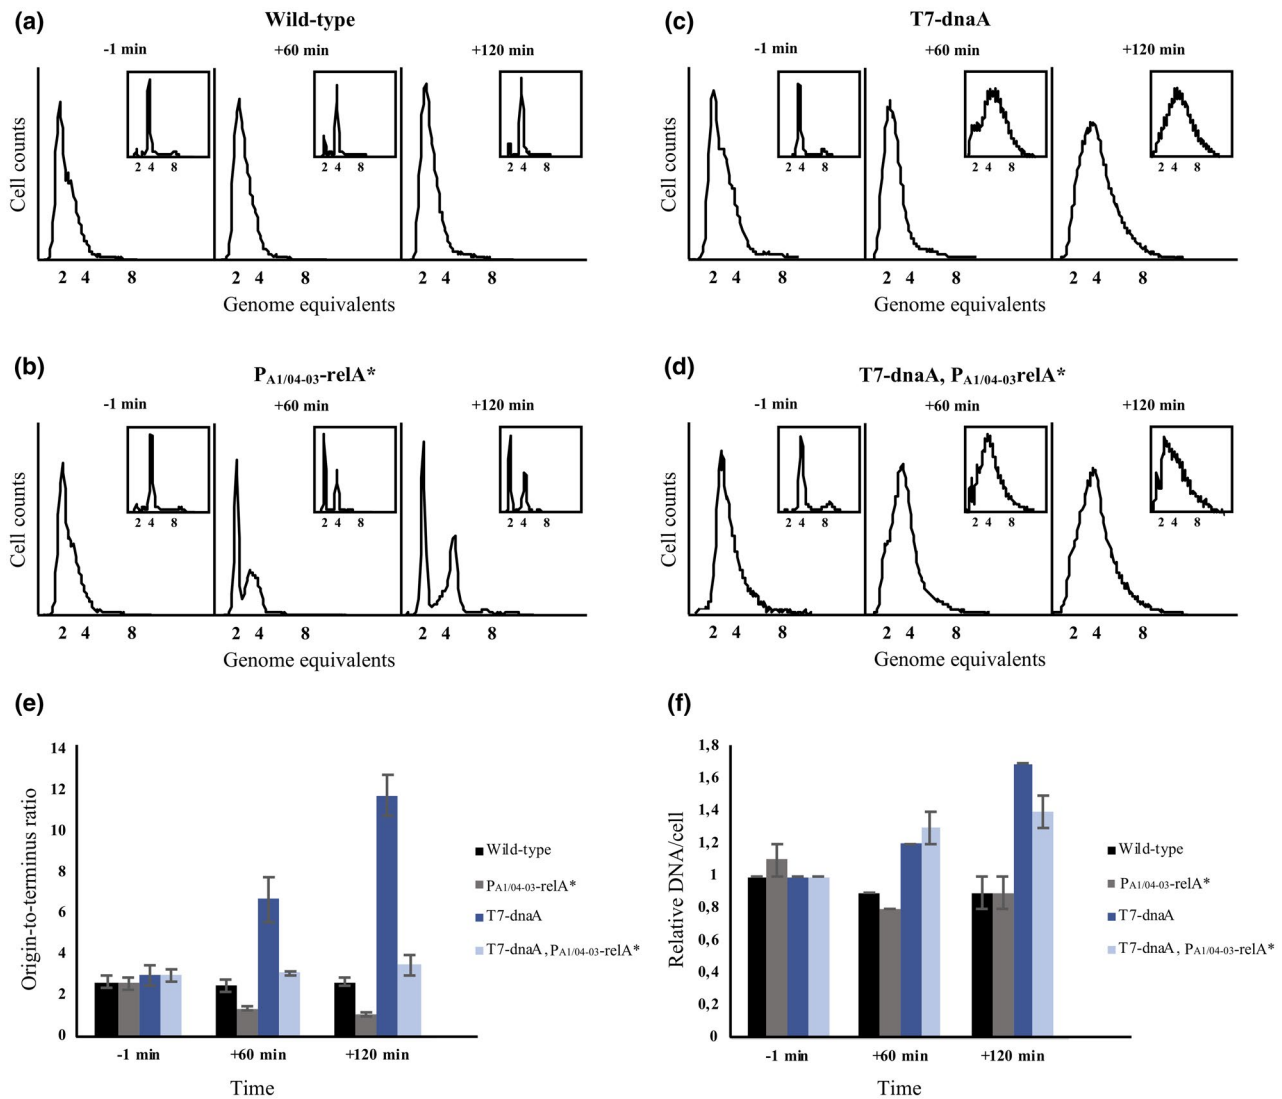 (a)
Wild-type
-1 min
+60 min
+120 min
Cell counts
2 4 8
2 4 8
2 4 8
2 4 8
2 4 8
2 4 8
Genome equivalents
(c)
T7-dnaA
-1 min
+60 min
+120 min
Cell counts
2 4 8
2 4 8
2 4 8
2 4 8
2 4 8
2 4 8
Genome equivalents
(b)
PA1/04-03-relA*
-1 min
+60 min
+120 min
Cell counts
2 4 8
2 4 8
2 4 8
2 4 8
2 4 8
2 4 8
Genome equivalents
(d)
T7-dnaA, PA1/04-03relA*
-1 min
+60 min
+120 min
Cell counts
2 4 8
2 4 8
2 4 8
2 4 8
2 4 8
2 4 8
Genome equivalents
(e)
Origin-to-terminus ratio
14
12
10
8
6
4
2
0
-1 min
+60 min
+120 min
Time
Wild-type
PA1/04-03-relA*
T7-dnaA
T7-dnaA, PA1/04-03-relA*
(f)
Relative DNA/cell
1,8
1,6
1,4
1,2
1
0,8
0,6
0,4
0,2
0
-1 min
+60 min
+120 min
Time
Wild-type
PA1/04-03-relA*
T7-dnaA
T7-dnaA, PA1/04-03-relA*